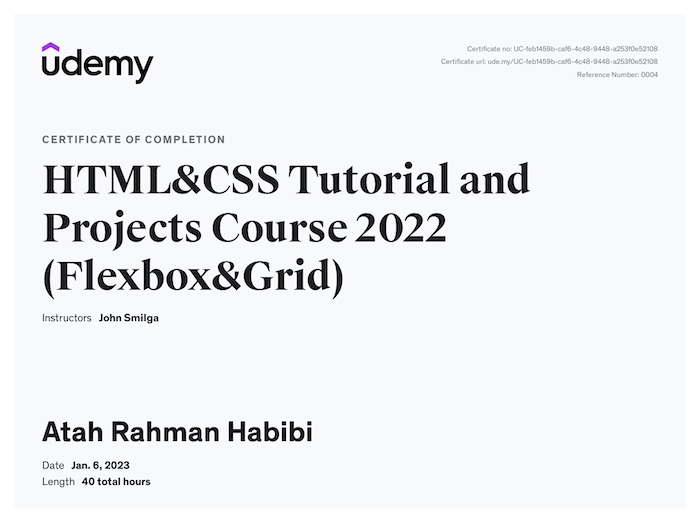 udemy
Certificate no: UC-feb1459b-caf6-4c48-9448-a253f0e52108
Certificate url: ude.my/UC-feb1459b-caf6-4c48-9448-a253f0e52108
Reference Number: 0004
CERTIFICATE OF COMPLETION
HTML&CSS Tutorial and
Projects Course 2022
(Flexbox&Grid)
Instructors John Smilga
Atah Rahman Habibi
Date Jan. 6, 2023
Length 40 total hours